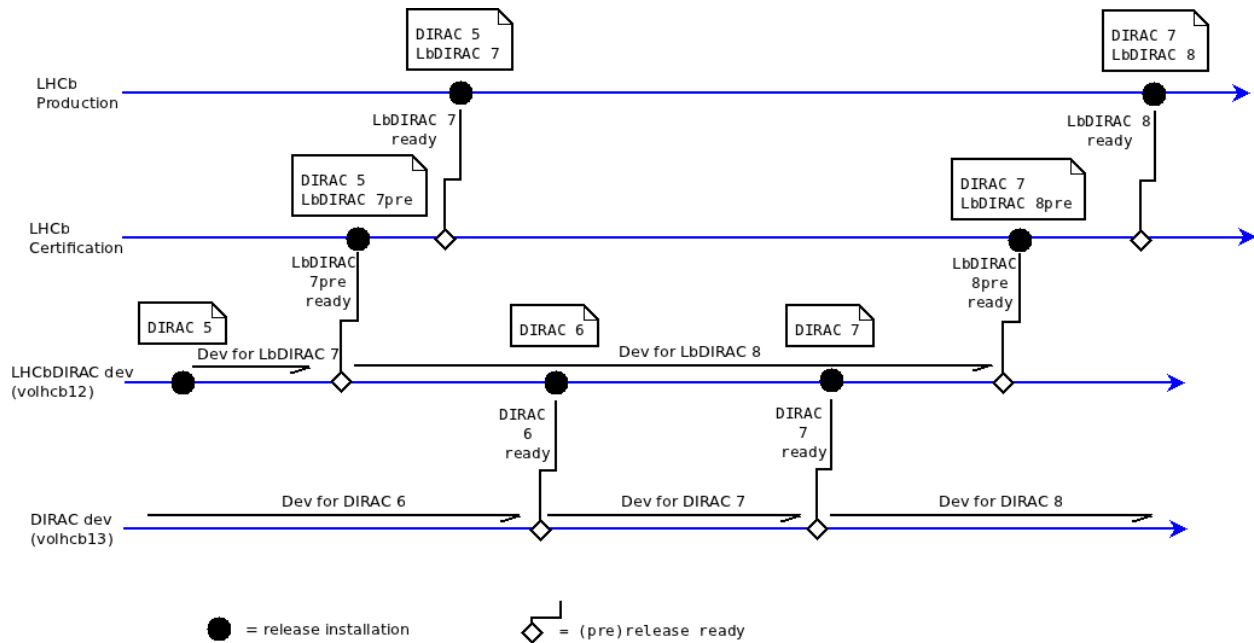 DIRAC 5
LbDIRAC 7
DIRAC 7
LbDIRAC 8
LHCb
Production
LbDIRAC 7
ready
LbDIRAC 8
ready
DIRAC 5
LbDIRAC 7pre
DIRAC 7
LbDIRAC 8pre
LHCb
Certification
LbDIRAC
7pre
ready
LbDIRAC
8pre
ready
DIRAC 5
DIRAC 6
DIRAC 7
Dev for LbDIRAC 7
Dev for LbDIRAC 8
LHCbDIRAC dev
(volhcb12)
DIRAC
6
ready
DIRAC
7
ready
Dev for DIRAC 6
Dev for DIRAC 7
Dev for DIRAC 8
DIRAC dev
(volhcb13)
= release installation
= (pre)release ready